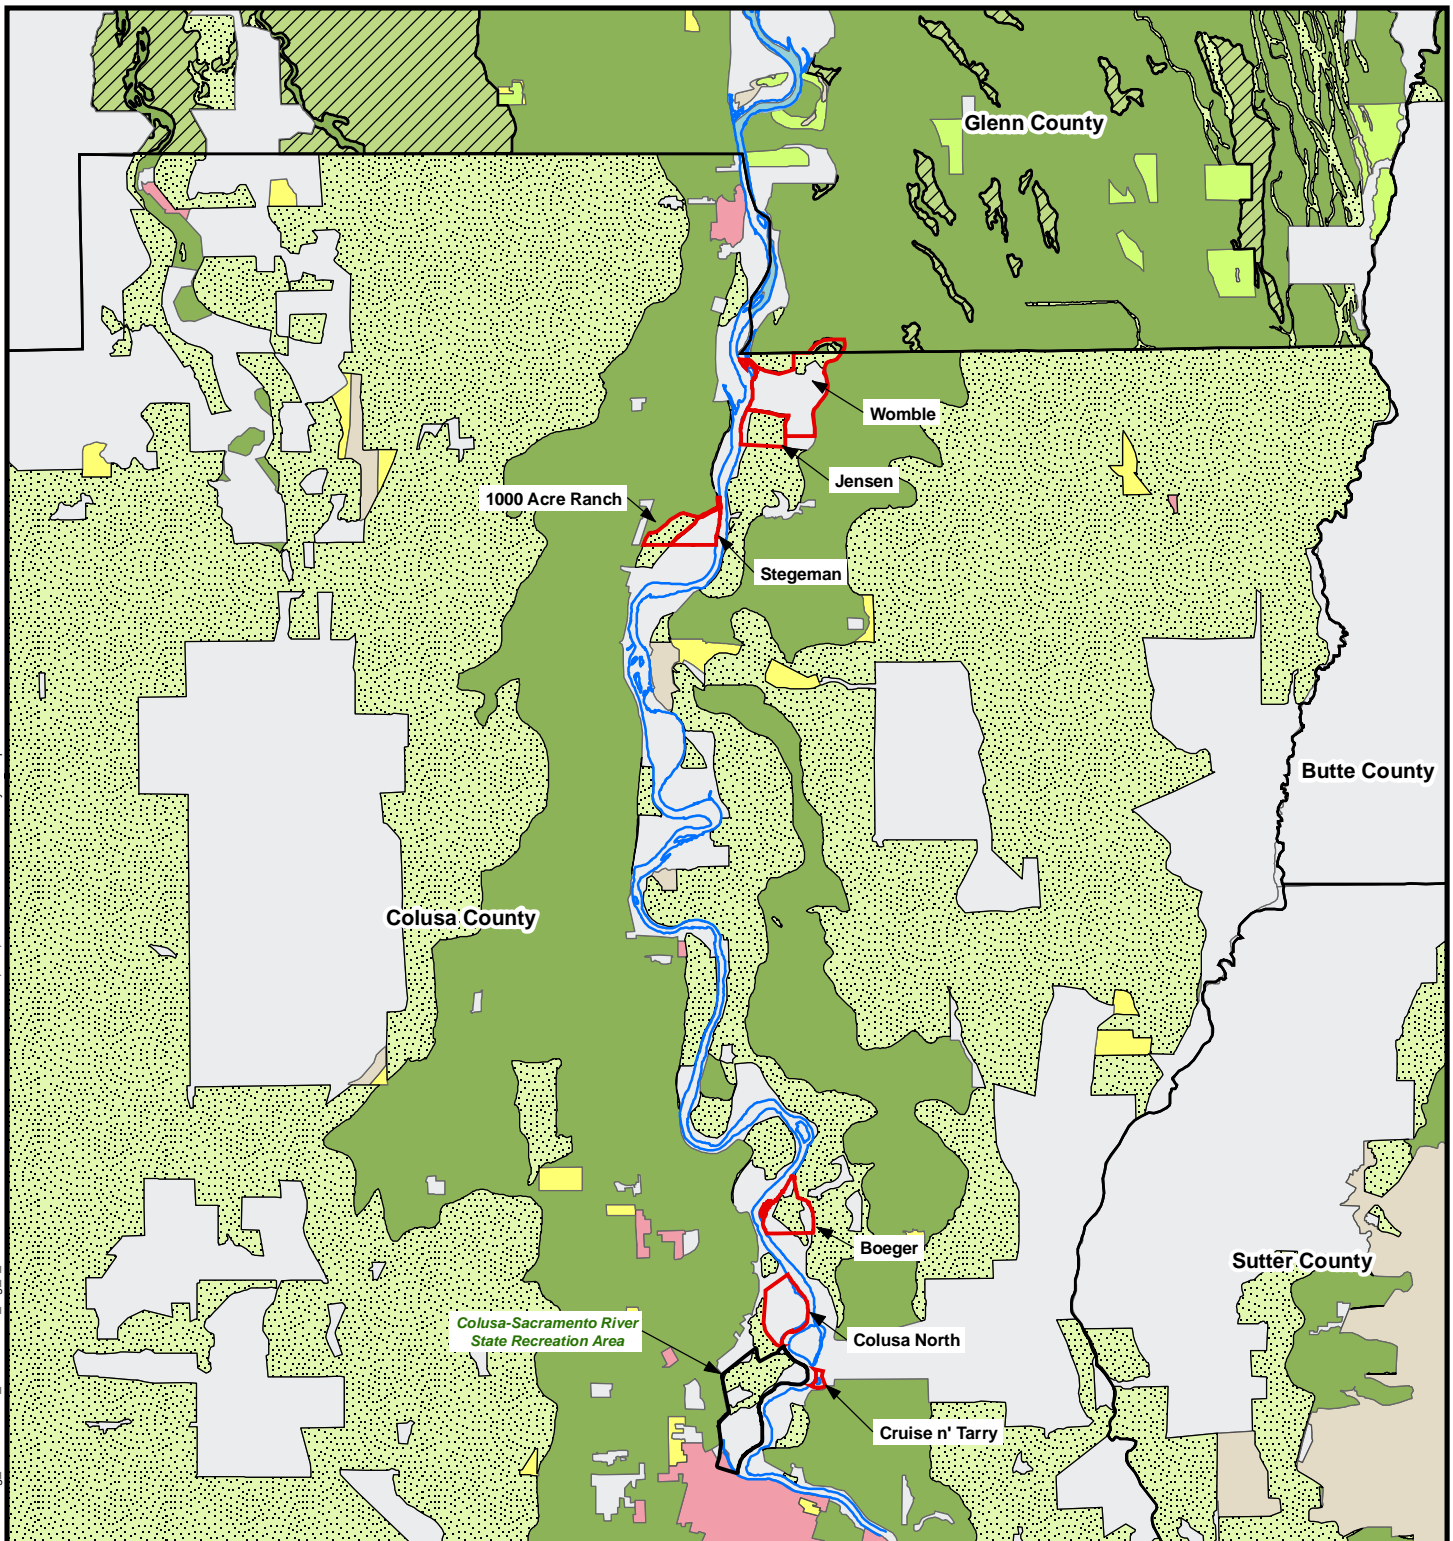 Glenn County
Womble
Jensen
1000 Acre Ranch
Stegeman
Butte County
Colusa County
Boeger
Sutter County
Colusa-Sacramento River
State Recreation Area
Colusa North
Cruise n' Tarry